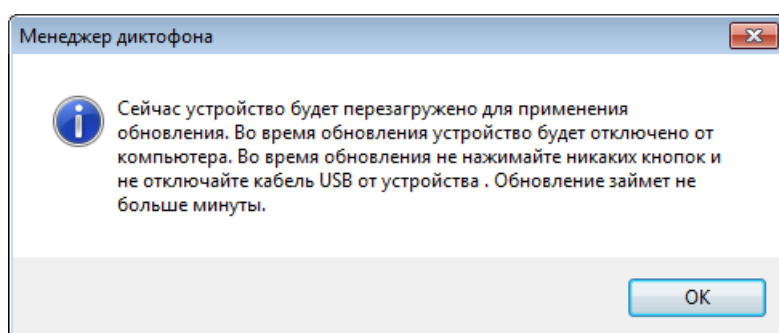 Менеджер диктофона
Сейчас устройство будет перезагружено для применения
обновления. Во время обновления устройство будет отключено от
компьютера. Во время обновления не нажимайте никаких кнопок и
не отключайте кабель USB от устройства . Обновление займет не
больше минуты.
OK